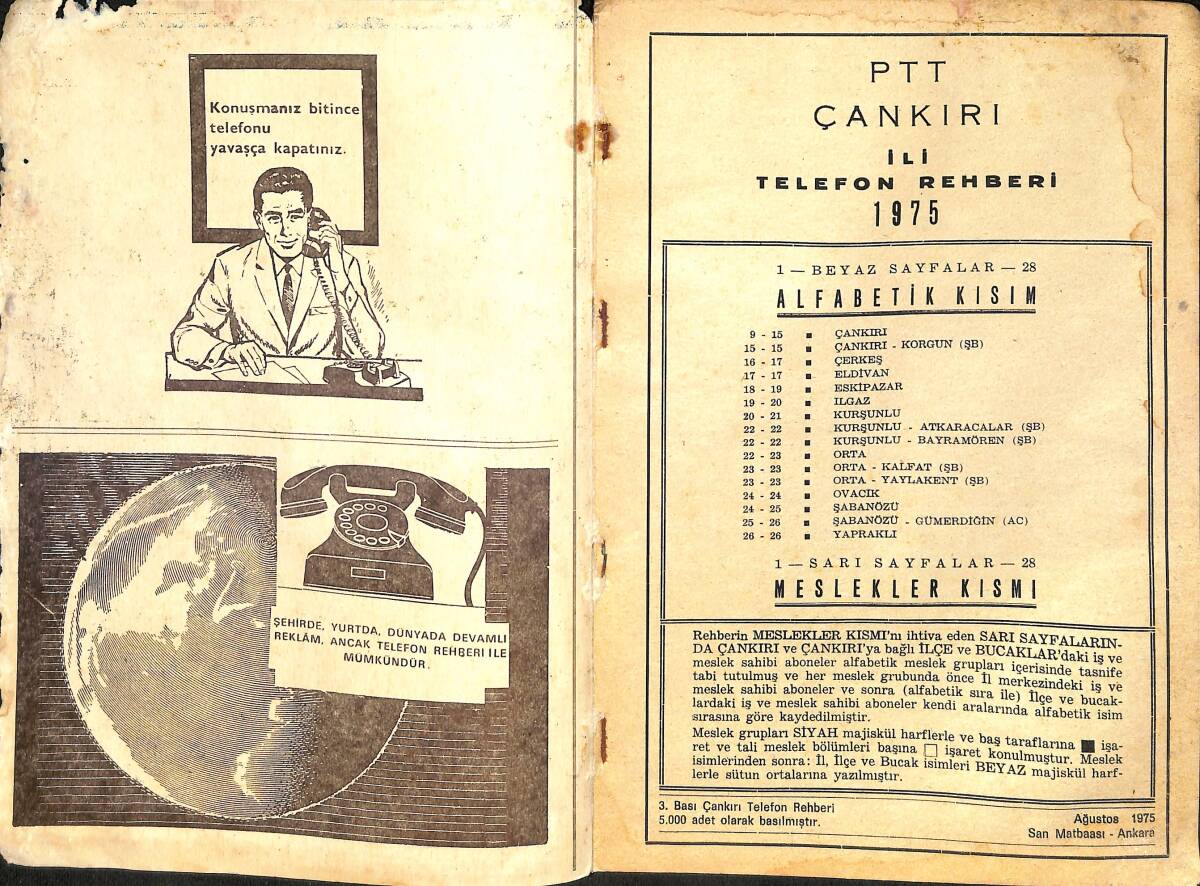 Konuşmanız bitince
telefonu
yavaşça kapatınız.
ŞEHİRDE, YURTDA, DÜNYADA DEVAMLI
REKLÂM, ANCAK TELEFON REHBERİ İLE
MÜMKÜNDÜR.
PTT
ÇANKIRI
İLİ
TELEFON REHBERİ
1975
1 — BEYAZ SAYFALAR — 28
ALFABETİK KISIM
9 - 15 ■ ÇANKIRI
15 - 15 ■ ÇANKIRI - KORGUN (ŞB)
16 - 17 ■ ÇERKEŞ
17 - 17 ■ ELDİVAN
18 - 19 ■ ESKİPAZAR
19 - 20 ■ ILGAZ
20 - 21 ■ KURŞUNLU
22 - 22 ■ KURŞUNLU - ATKARACALAR (ŞB)
22 - 22 ■ KURŞUNLU - BAYRAMÖREN (ŞB)
22 - 23 ■ ORTA
23 - 23 ■ ORTA - KALFAT (ŞB)
23 - 23 ■ ORTA - YAYLAKENT (ŞB)
24 - 24 ■ OVACIK
24 - 25 ■ ŞABANÖZÜ
25 - 26 ■ ŞABANÖZÜ - GÜMERDİĞİN (AC)
26 - 26 ■ YAPRAKLI
1 — SARI SAYFALAR — 28
MESLEKLER KISMI
Rehberin MESLEKLER KISMI'nı ihtiva eden SARI SAYFALARIN-
DA ÇANKIRI ve ÇANKIRI'ya bağlı İLÇE ve BUCAKLAR'daki iş ve
meslek sahibi aboneler alfabetik meslek grupları içerisinde tasnife
tabi tutulmuş ve her meslek grubunda önce İl merkezindeki iş ve
meslek sahibi aboneler ve sonra (alfabetik sıra ile) İlçe ve bucak-
lardaki iş ve meslek sahibi aboneler kendi aralarında alfabetik isim
sırasına göre kaydedilmiştir.
Meslek grupları SİYAH majiskül harflerle ve baş taraflarına ■ işa-
ret ve tali meslek bölümleri başına □ işaret konulmuştur. Meslek
isimlerinden sonra: İl, İlçe ve Bucak isimleri BEYAZ majiskül harf-
lerle sütun ortalarına yazılmıştır.
3. Bası Çankırı Telefon Rehberi
5.000 adet olarak basılmıştır.
Ağustos 1975
San Matbaası - Ankara